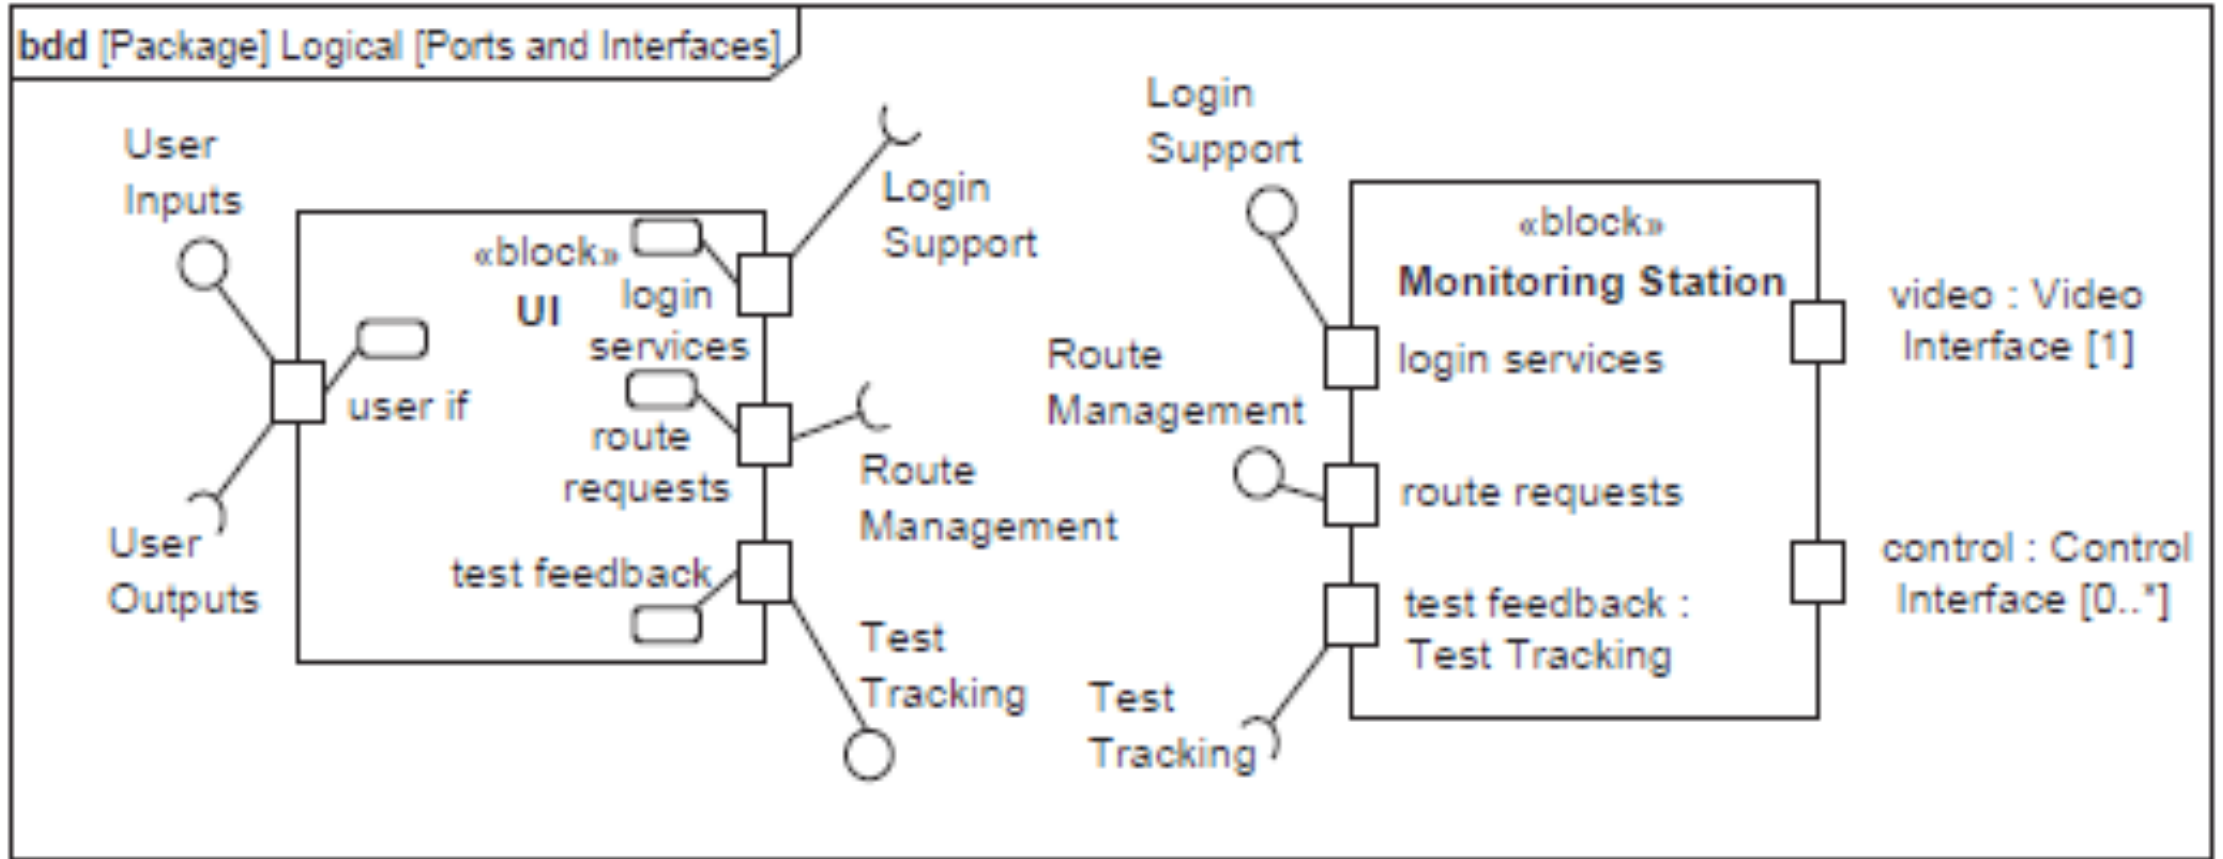 bdd [Package] Logical [Ports and Interfaces]
User
Inputs
«block»
UI
login
services
user if
route
requests
test feedback
User
Outputs
Login
Support
Route
Management
Test
Tracking
Login
Support
Route
Management
Test
Tracking
«block»
Monitoring Station
login services
route requests
test feedback :
Test Tracking
video : Video
Interface [1]
control : Control
Interface [0..*]